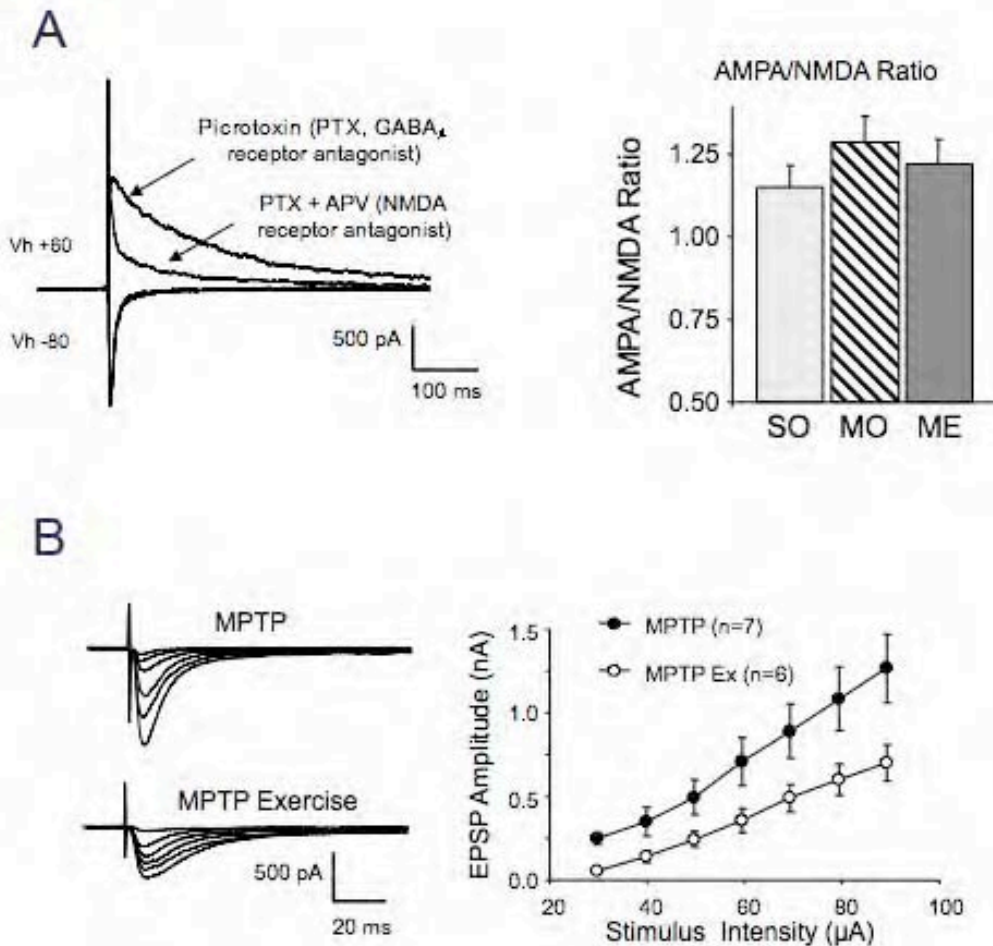 A
Picrotoxin (PTX, GABAA
receptor antagonist)
PTX + APV (NMDA
receptor antagonist)
Vh +60
Vh -80
500 pA
100 ms
AMPA/NMDA Ratio
AMPA/NMDA Ratio
1.25
1.00
0.75
0.50
SO MO ME
B
MPTP
MPTP Exercise
500 pA
20 ms
MPTP (n=7)
MPTP Ex (n=6)
EPSP Amplitude (nA)
1.5
1.0
0.5
0.0
20 40 60 80 100
Stimulus Intensity (µA)